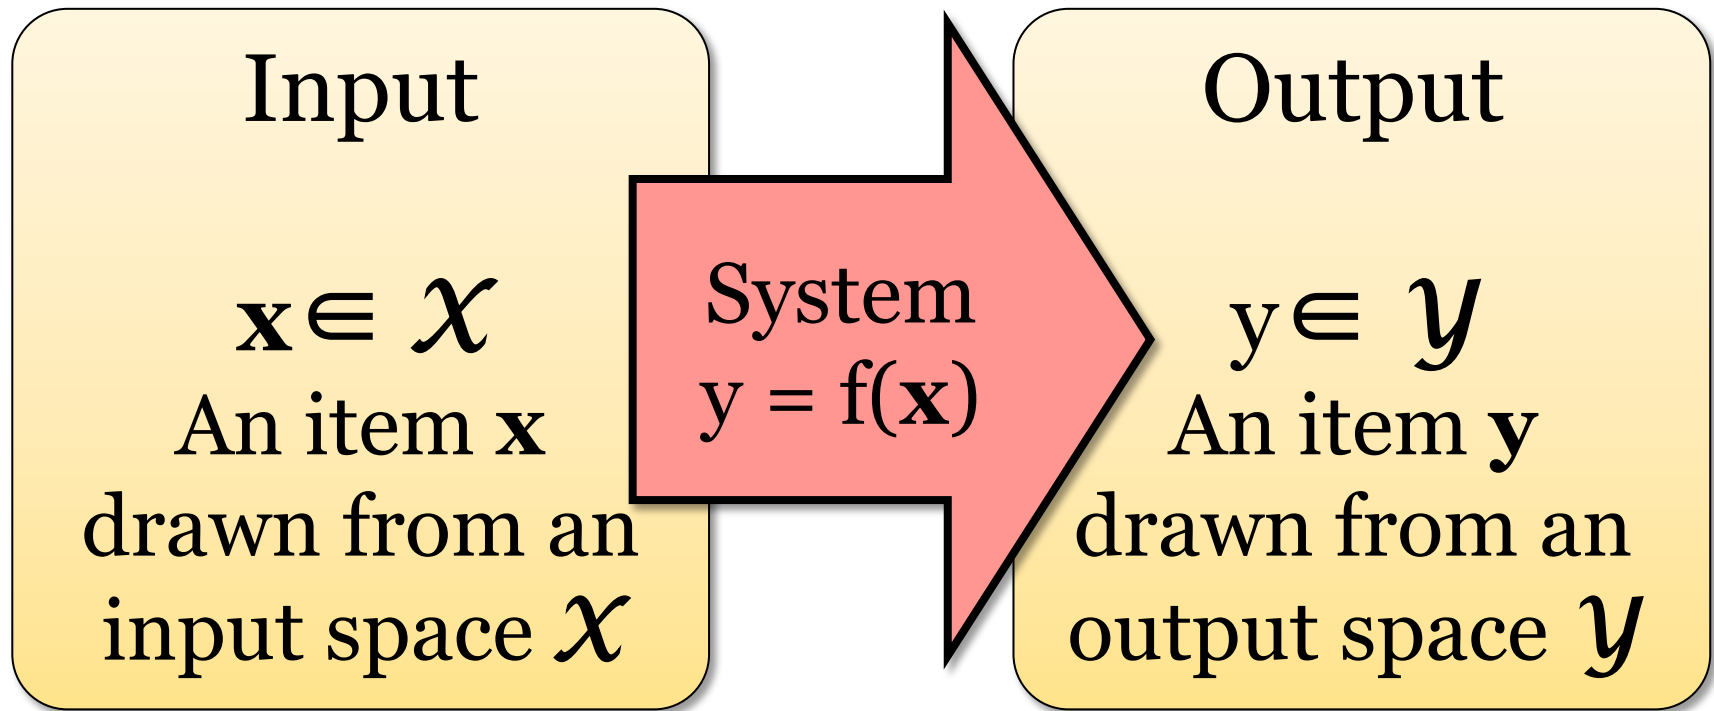 Input
𝐱 ∈ 𝒳
An item 𝐱
drawn from an
input space 𝒳
System
y = f(𝐱)
Output
y ∈ 𝒴
An item 𝐲
drawn from an
output space 𝒴